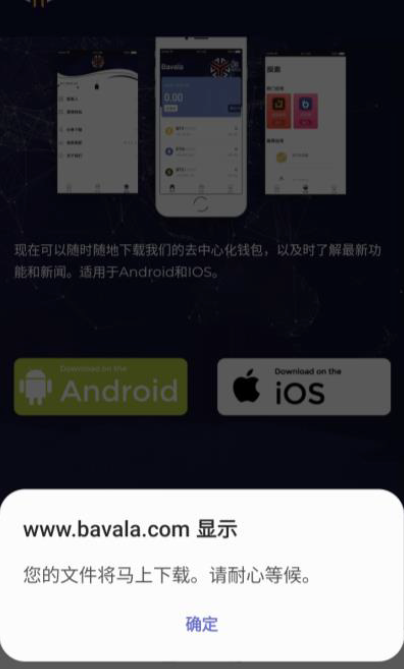 Bavala
0.00
现在可以随时随地下载我们的去中心化钱包，以及时了解最新功
能和新闻。适用于Android和IOS。
Download on the
Android
Download on the
iOS
www.bavala.com 显示
您的文件将马上下载。请耐心等候。
确定